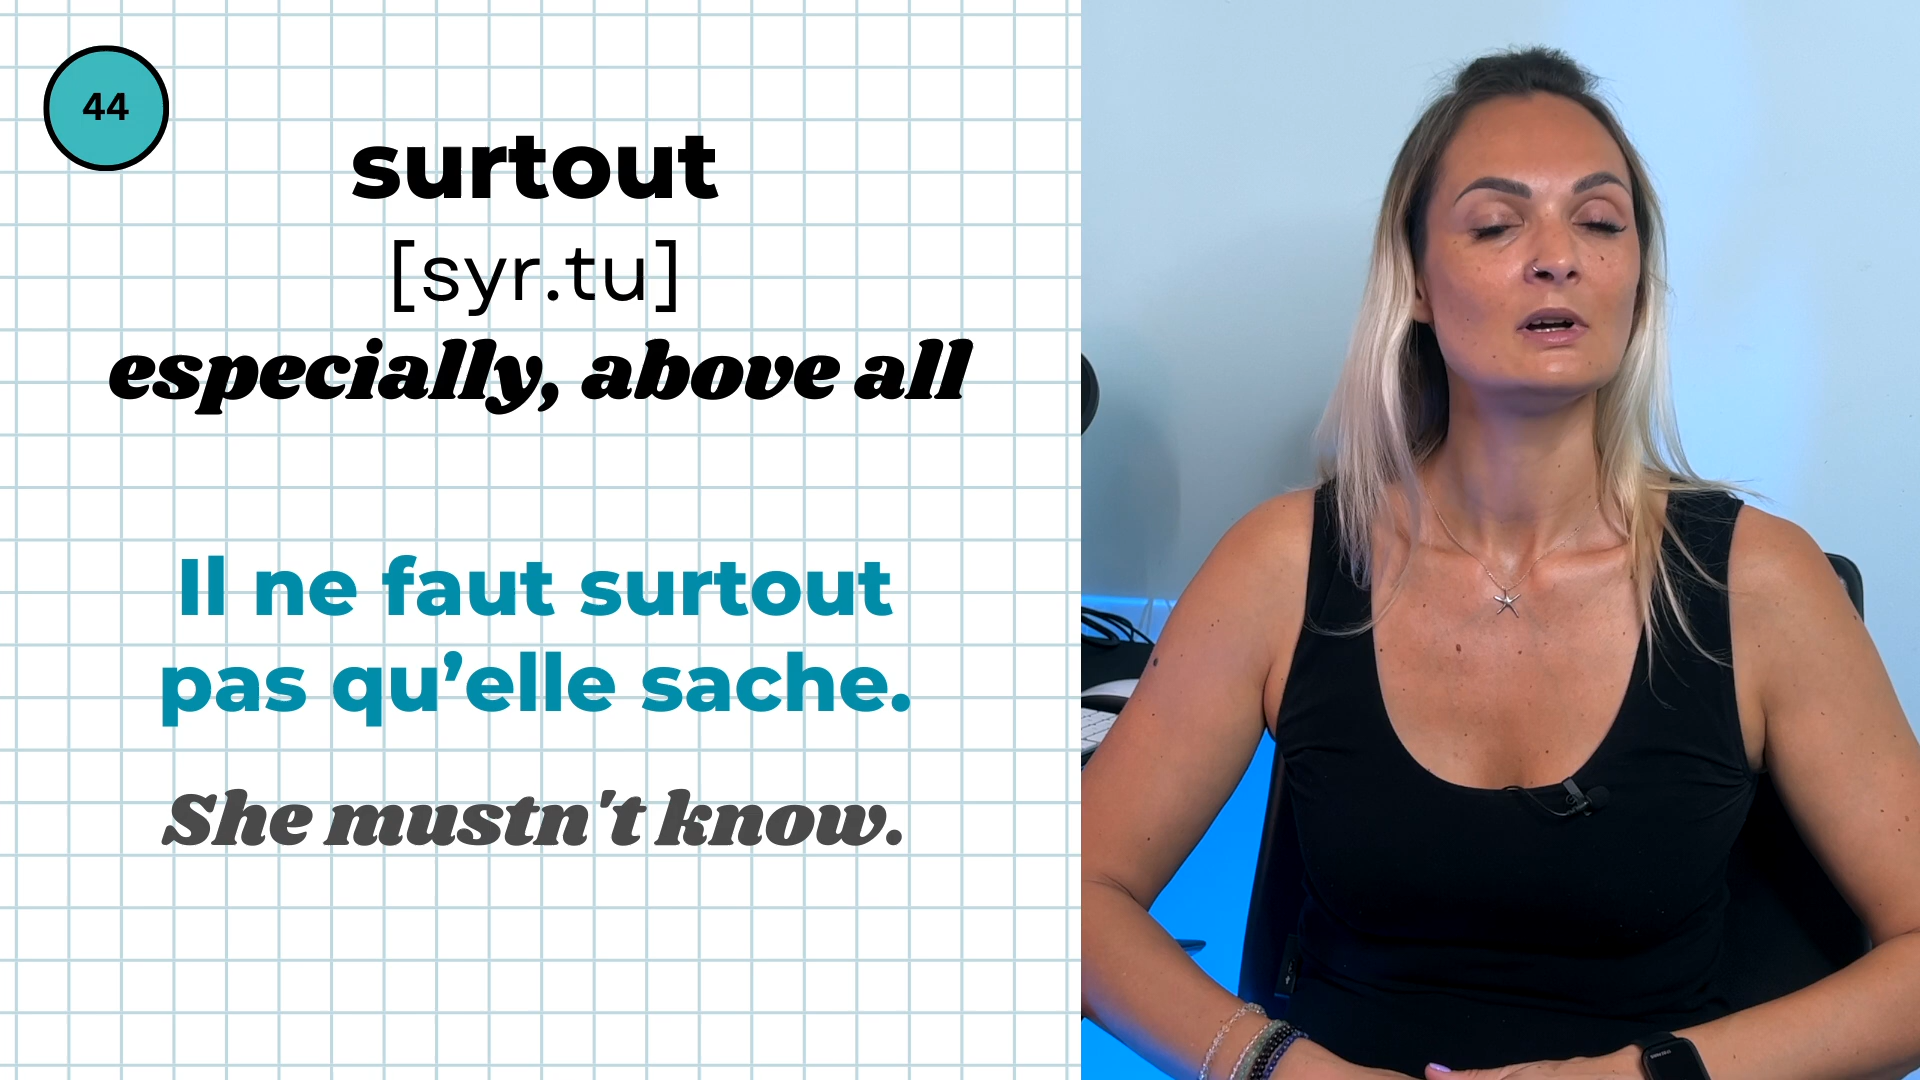 44
surtout
[syr.tu]
especially, above all
Il ne faut surtout
pas qu’elle sache.
She mustn't know.